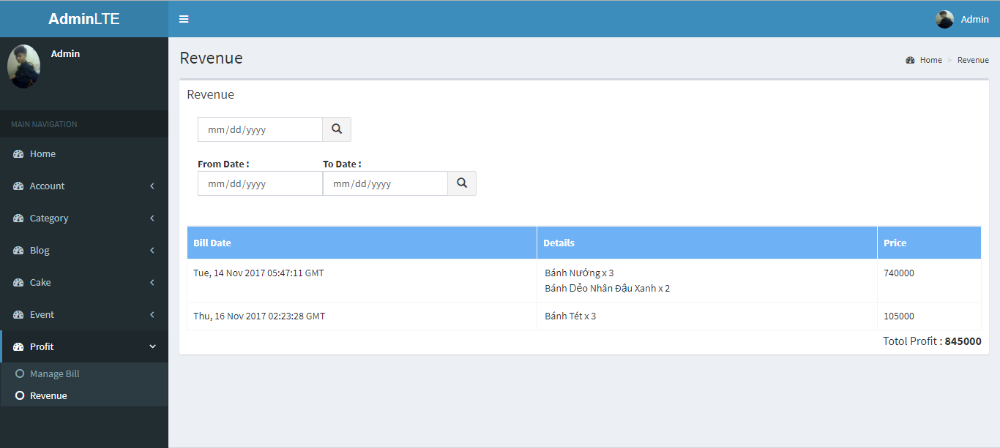 AdminLTE
Admin
Admin
MAIN NAVIGATION
Home
Account
Category
Blog
Cake
Event
Profit
Manage Bill
Revenue
Revenue
Home > Revenue
Revenue
mm/dd/yyyy
From Date : To Date :
mm/dd/yyyy mm/dd/yyyy
Bill Date Details Price
Tue, 14 Nov 2017 05:47:11 GMT Bánh Nướng x 3 740000
Bánh Dẻo Nhân Đậu Xanh x 2
Thu, 16 Nov 2017 02:23:28 GMT Bánh Tét x 3 105000
Totol Profit : 845000